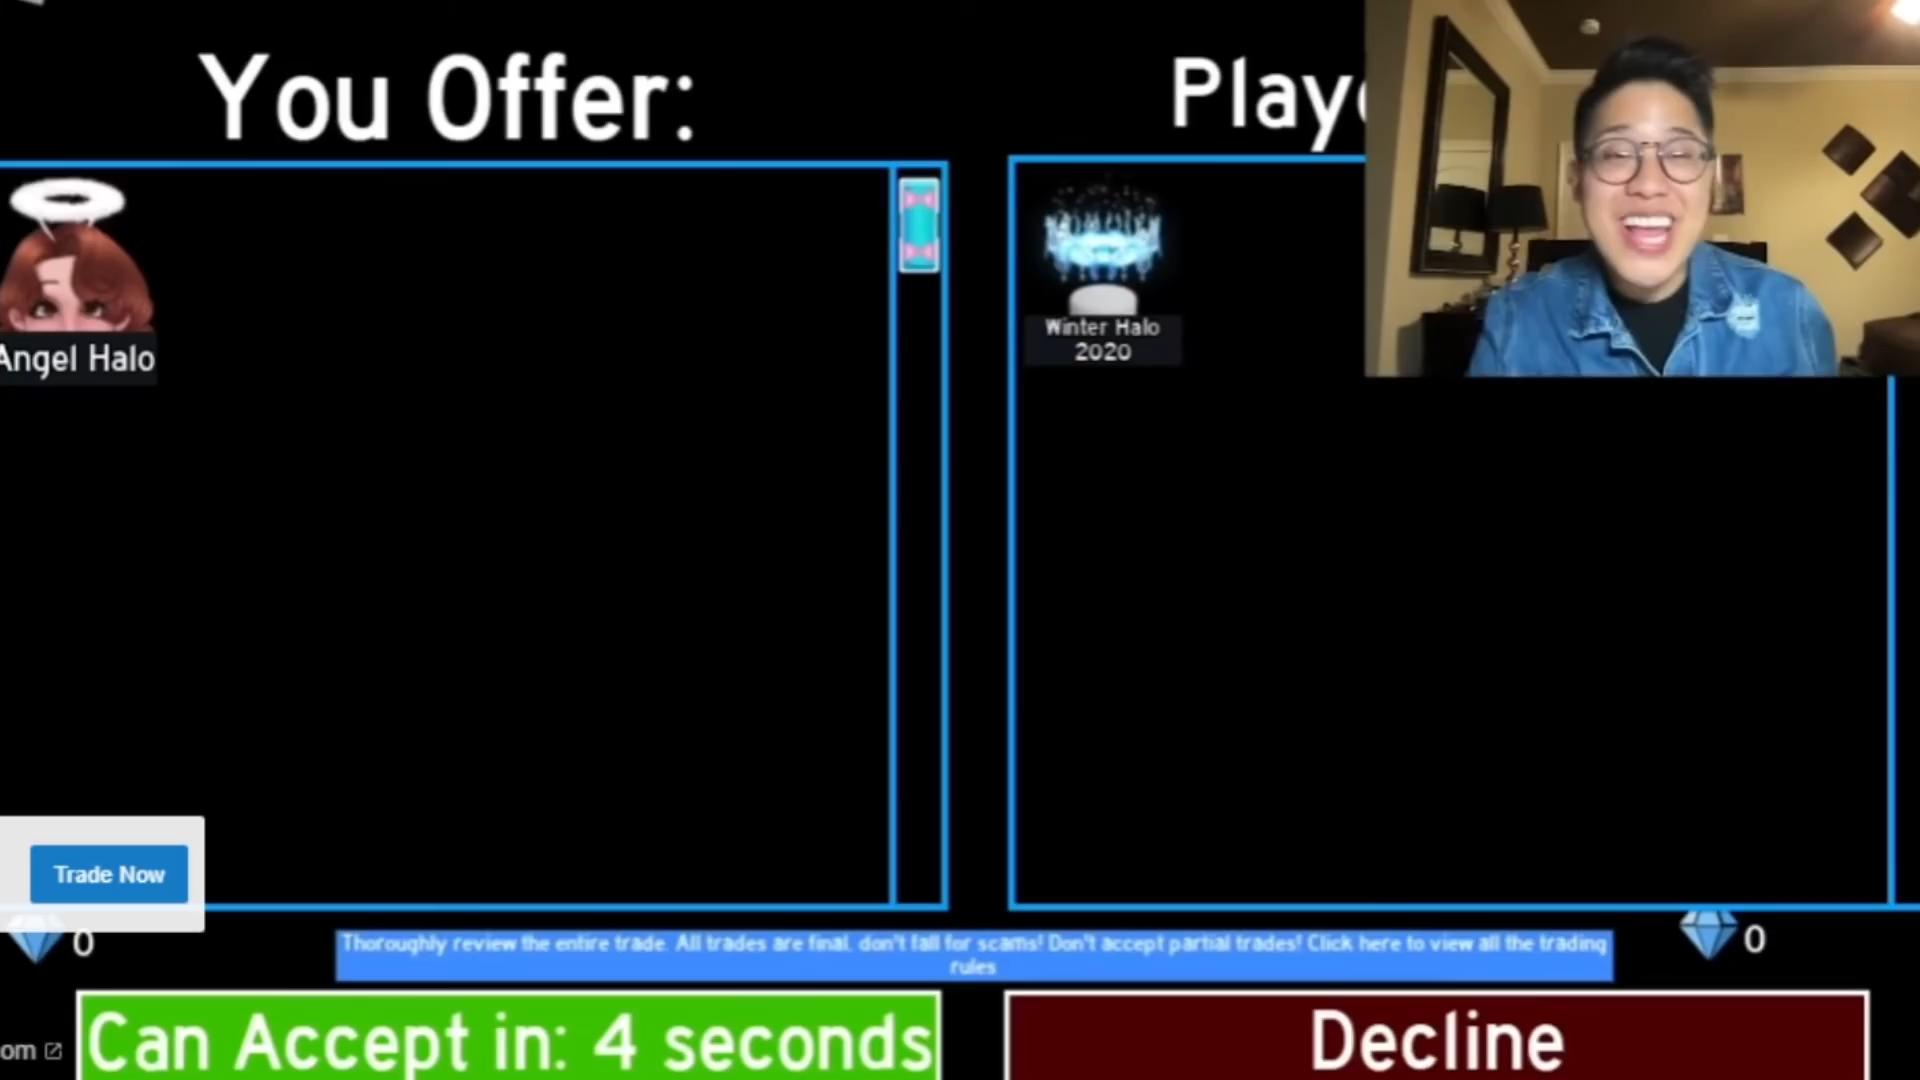 You Offer:
Play
Angel Halo
Winter Halo
2020
Trade Now
0
0
Thoroughly review the entire trade. All trades are final, don't fall for scams! Don't accept partial trades! Click here to view all the trading
rules
om
Can Accept in: 4 seconds
Decline